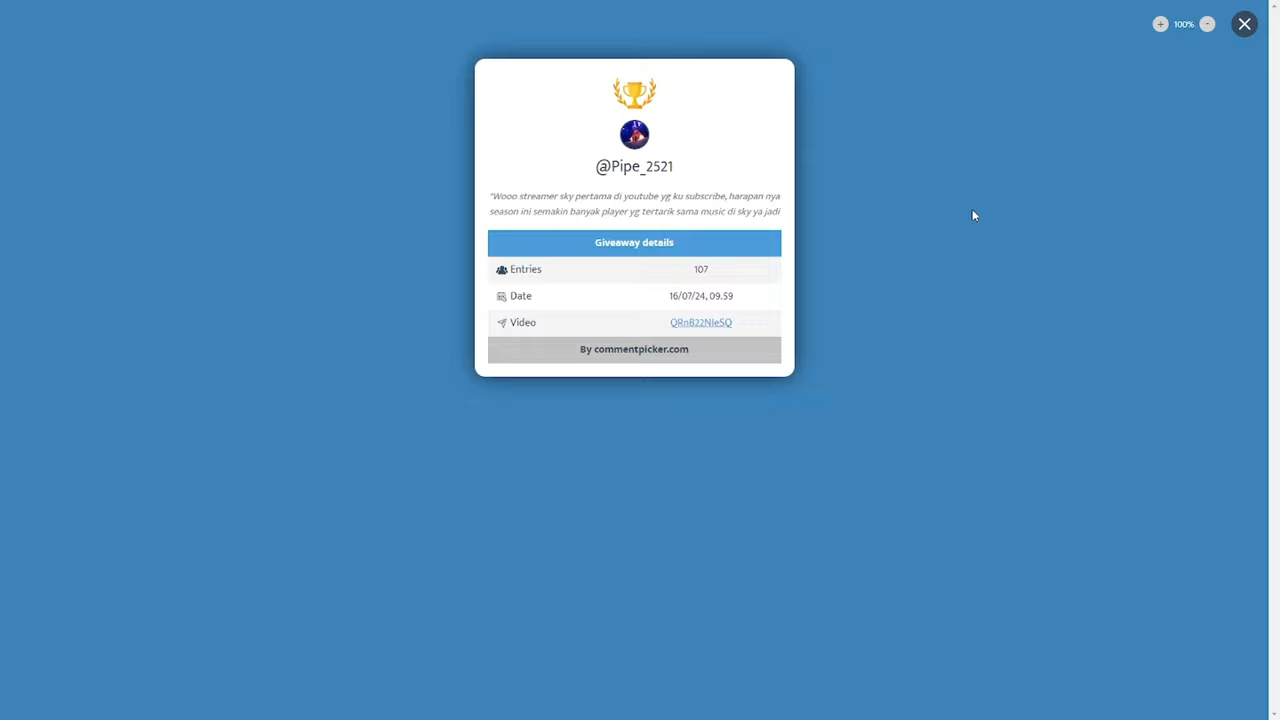 + 100% -
@Pipe_2521
"Wooo streamer sky pertama di youtube yg ku subscribe, harapan nya
season ini semakin banyak player yg tertarik sama music di sky ya jadi
Giveaway details
Entries 107
Date 16/07/24, 09.59
Video QRnB22NIeSQ
By commentpicker.com